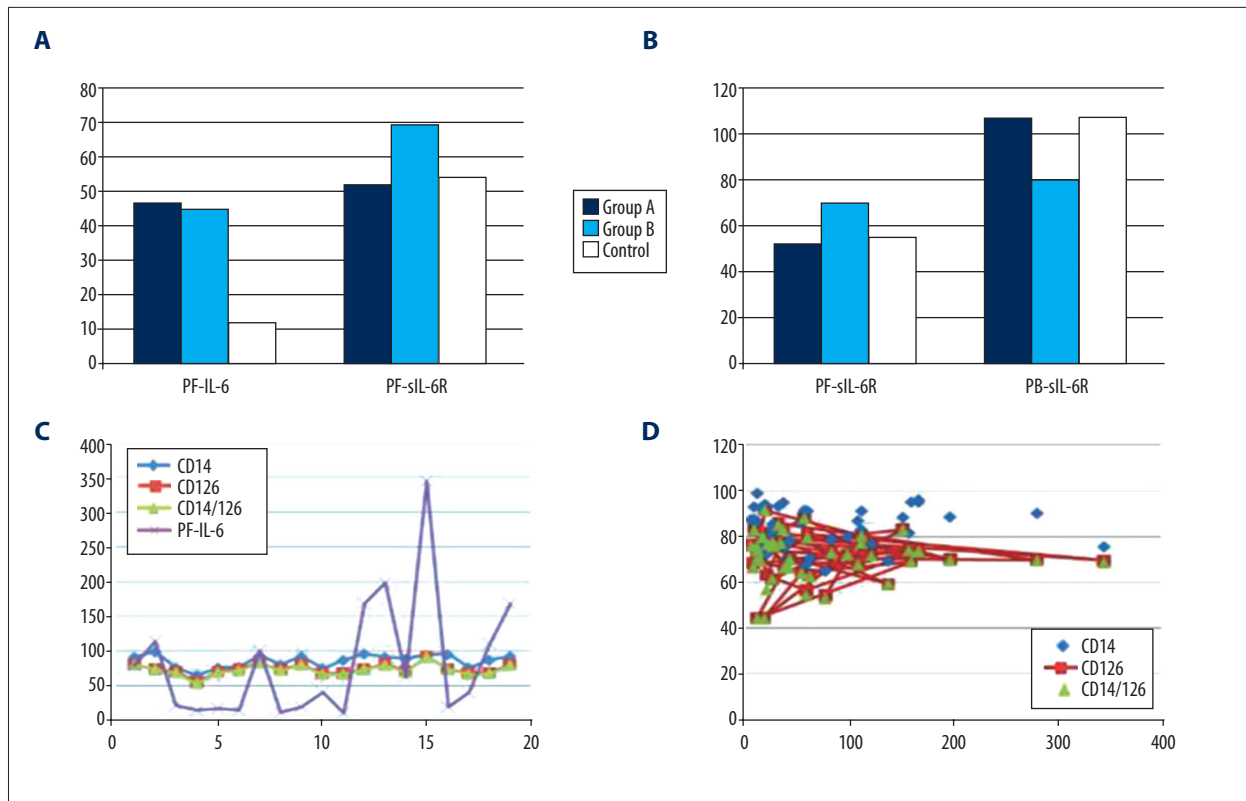 A
80
70
60
50
40
30
20
10
0
PF-IL-6
PF-sIL-6R
Group A
Group B
Control
B
120
100
80
60
40
20
0
PF-sIL-6R
PB-sIL-6R
C
400
350
300
250
200
150
100
50
0
CD14
CD126
CD14/126
PF-IL-6
0
5
10
15
20
D
120
100
80
60
40
20
0
CD14
CD126
CD14/126
0
100
200
300
400